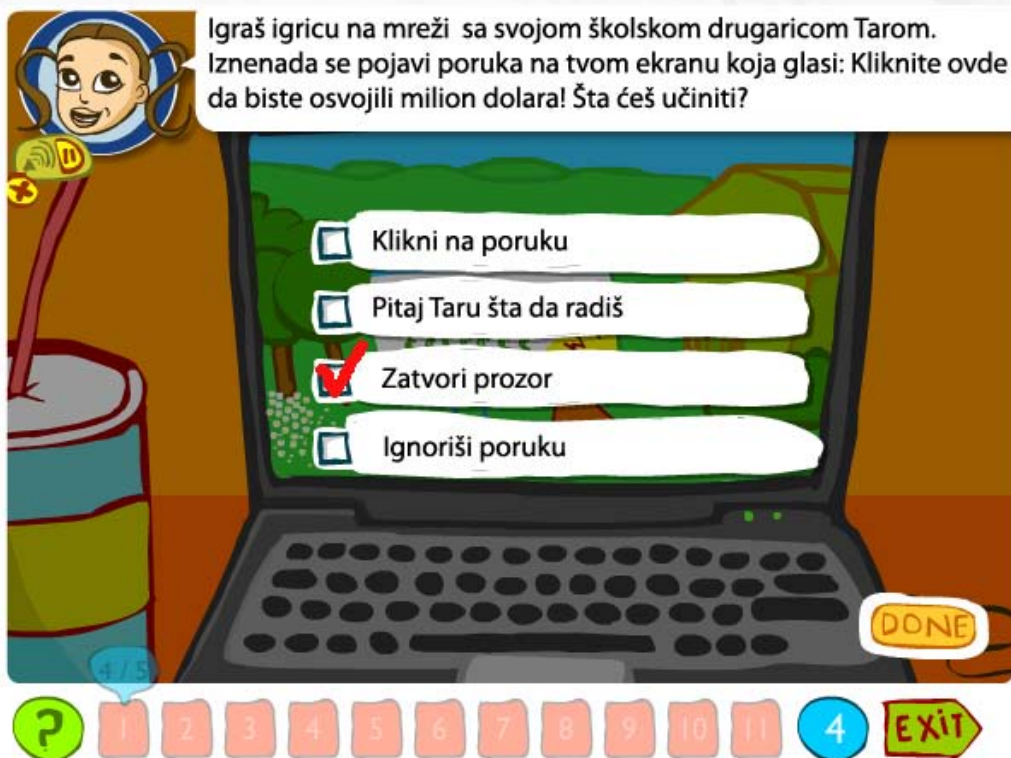 Igraš igricu na mreži sa svojom školskom drugaricom Tarom.
Iznenada se pojavi poruka na tvom ekranu koja glasi: Kliknite ovde
da biste osvojili milion dolara! Šta ćeš učiniti?
Klikni na poruku
Pitaj Taru šta da radiš
Zatvori prozor
Ignoriši poruku
DONE
4/5
? 1 2 3 4 5 6 7 8 9 10 11 4 EXiT